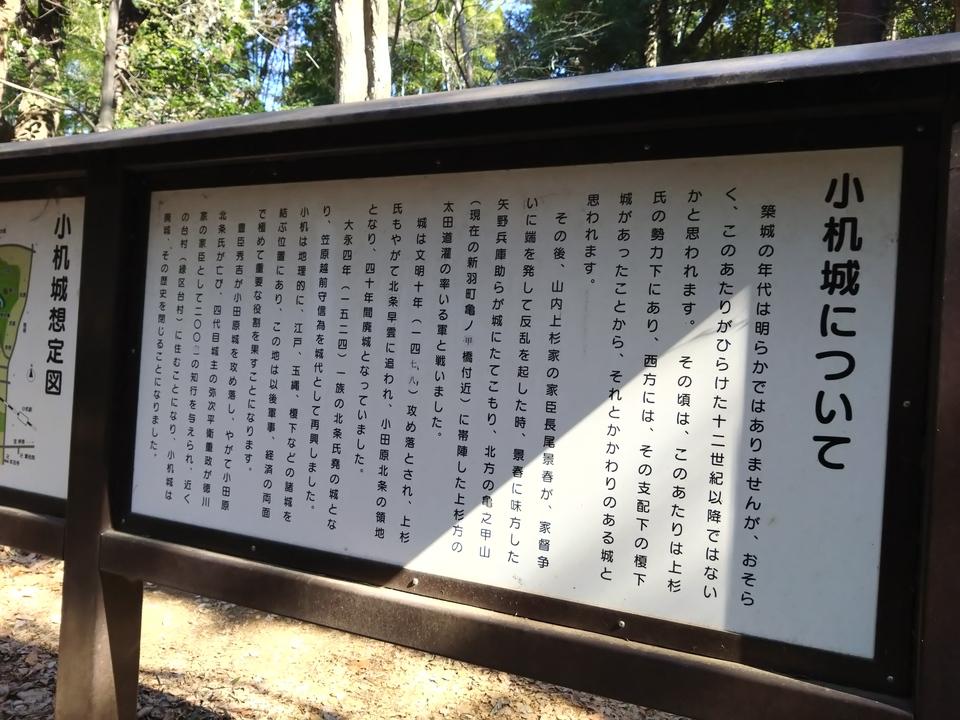 小机城について
築城の年代は明らかではありませんが、おそら
く、このあたりがひらけた十二世紀以降ではない
かと思われます。その頃は、このあたりは上杉
氏の勢力下にあり、西方には、その支配下の榎下
城があったことから、それとかかわりのある城と
思われます。
その後、山内上杉家の家臣長尾景春が、家督争
いに端を発して反乱を起した時、景春に味方した
矢野兵庫助らが城にたてこもり、北方の亀之甲山
(現在の新羽町亀ノ甲橋付近)に帯陣した上杉方の
太田道灌の率いる軍と戦いました。
城は文明十年(一四七八)攻め落とされ、上杉
氏もやがて北条早雲に追われ、小田原北条の領地
となり、四十年間廃城となっていました。
大永四年(一五二四)一族の北条氏堯の城とな
り、笠原越前守信為を城代として再興しました。
小机は地理的に、江戸、玉縄、榎下などの諸城を
結ぶ位置にあり、この地は以後軍事、経済の両面
で極めて重要な役割を果すことになります。
豊臣秀吉が小田原城を攻め落し、やがて小田原
北条氏が亡び、四代目城主の弥次平衛重政が徳川
家の家臣として二〇〇の知行を与えられ、近く
の台村(緑区台村)に住むことになり、小机城は
廃城、その歴史を閉じることになりました。
小机城想定図